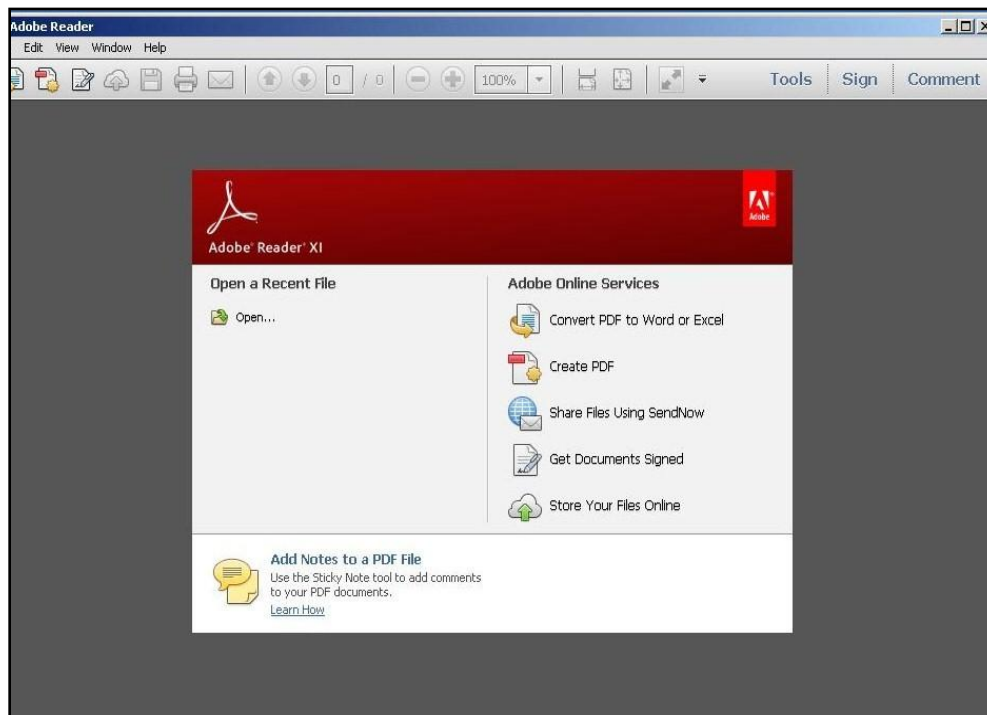 Adobe Reader
Edit View Window Help
0 / 0 100% Tools Sign Comment
Adobe 
Adobe® Reader® XI
Open a Recent File
Open...
Adobe Online Services
Convert PDF to Word or Excel
Create PDF
Share Files Using SendNow
Get Documents Signed
Store Your Files Online
Add Notes to a PDF File
Use the Sticky Note tool to add comments
to your PDF documents.
Learn How